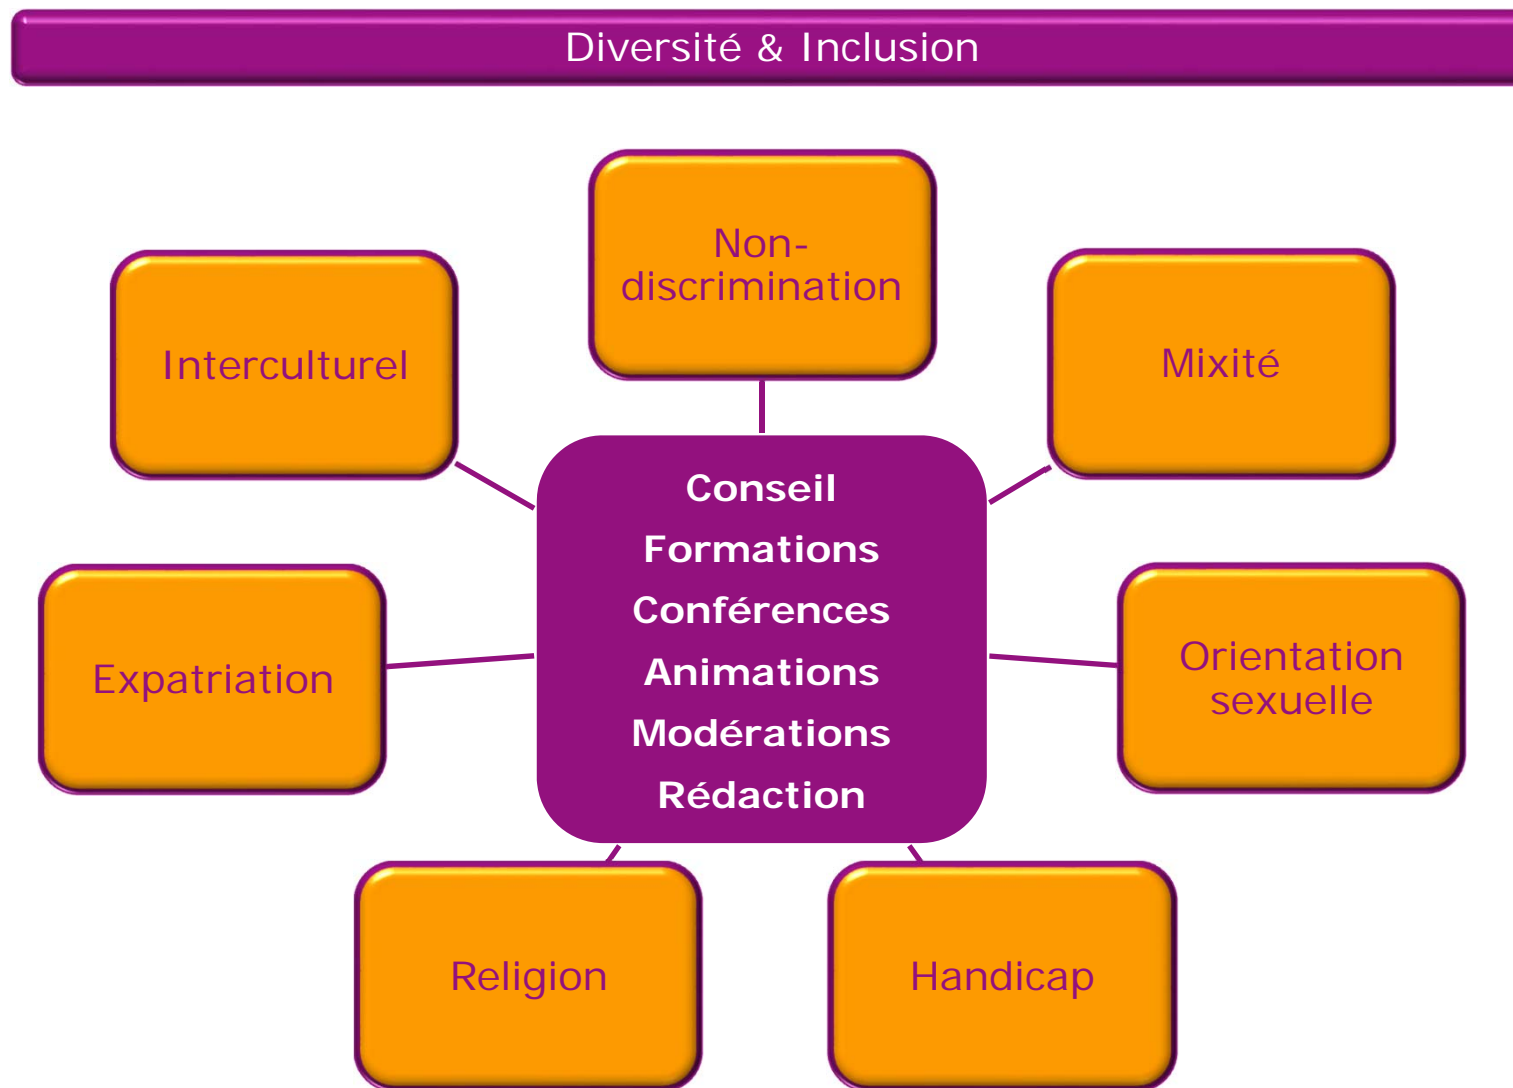 Diversité & Inclusion
Non-
discrimination
Interculturel
Mixité
Conseil
Formations
Conférences
Animations
Modérations
Rédaction
Expatriation
Orientation
sexuelle
Religion
Handicap